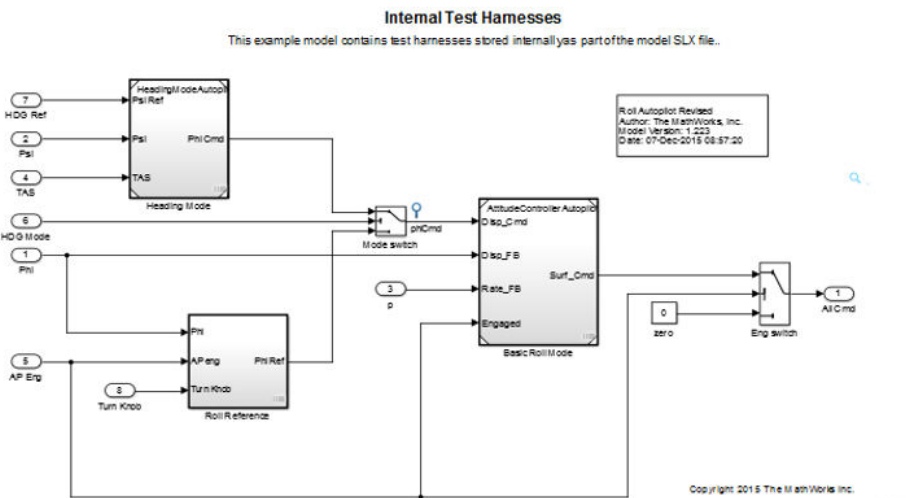 Internal Test Harnesses
This example model contains test harnesses stored internallyas part of the model SLX file..
HeadingModeAutopil
7
Psi Ref
HDG Ref
Roll Autopilot Revised
Author: The MathWorks, Inc.
Model Version: 1.223
Date: 07-Dec-2015 08:57:20
2
Psi
Phi Cmd
Psi
4
TAS
TAS
Heading Mode
AttitudeController Autopilot
6
Disp_Cmd
phiCmd
HDG Mode
Mode switch
1
Disp_FB
Phi
Surf_Cmd
3
Rate_FB
1
p
Ail Cmd
0
Engaged
zero
Eng switch
Phi
Basic Roll Mode
5
AP eng
Phi Ref
AP Eng
8
Turn Knob
Turn Knob
Roll Reference
Copyright 2015 The MathWorks Inc.